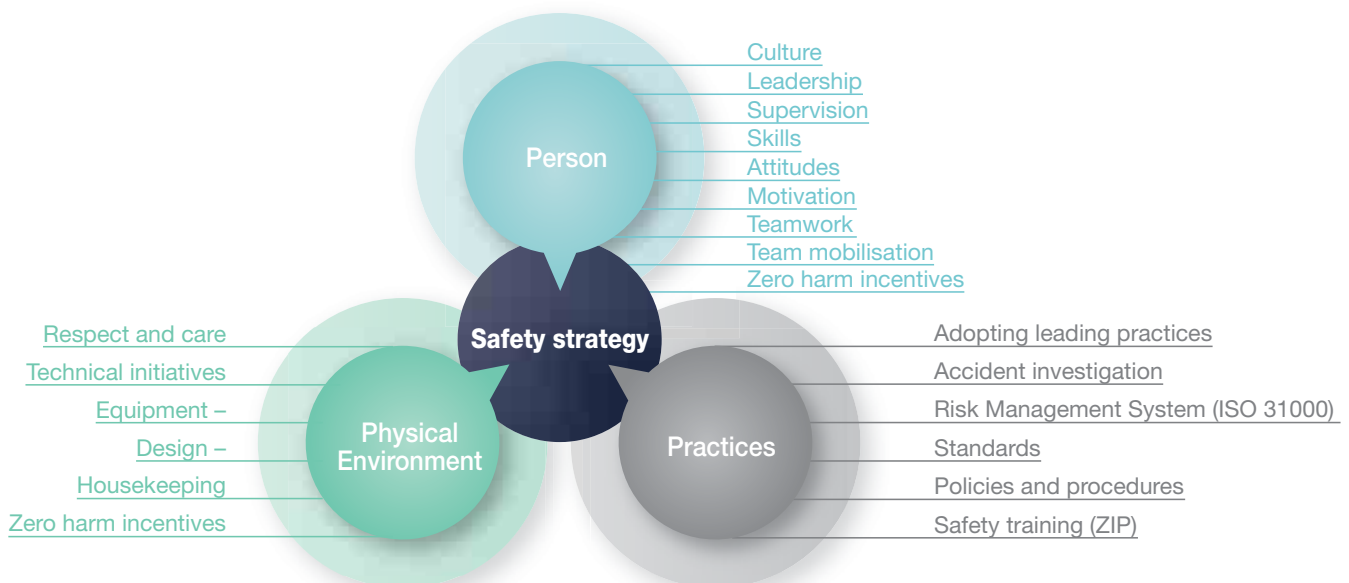 Person
Culture
Leadership
Supervision
Skills
Attitudes
Motivation
Teamwork
Team mobilisation
Zero harm incentives
Safety strategy
Physical
Environment
Respect and care
Technical initiatives
Equipment –
Design –
Housekeeping
Zero harm incentives
Practices
Adopting leading practices
Accident investigation
Risk Management System (ISO 31000)
Standards
Policies and procedures
Safety training (ZIP)